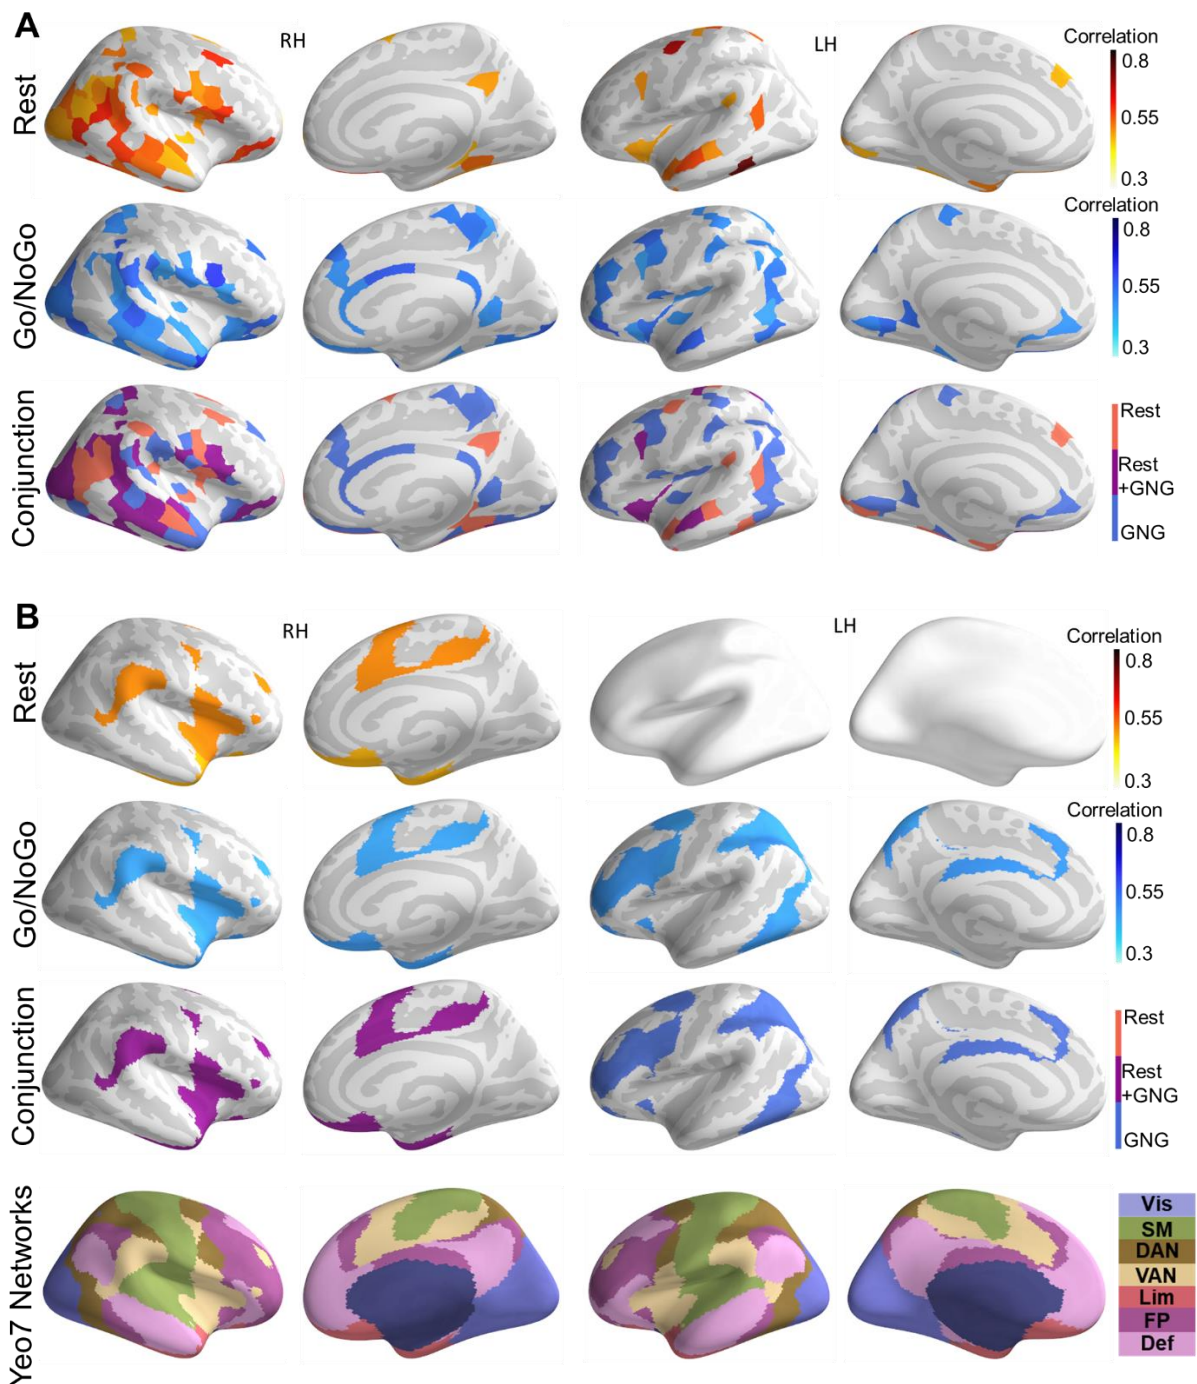 A
RH
LH
Rest
Correlation
0.8
0.55
0.3
Go/NoGo
Correlation
0.8
0.55
0.3
Conjunction
Rest
Rest
+GNG
GNG
B
RH
LH
Rest
Correlation
0.8
0.55
0.3
Go/NoGo
Correlation
0.8
0.55
0.3
Conjunction
Rest
Rest
+GNG
GNG
Yeo7 Networks
Vis
SM
DAN
VAN
Lim
FP
Def